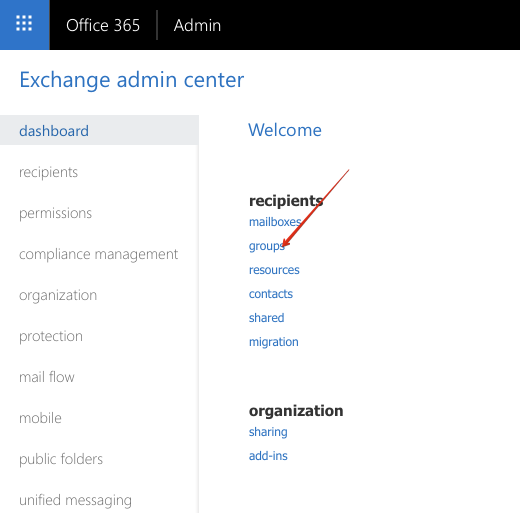 Office 365 | Admin
Exchange admin center
dashboard
recipients
permissions
compliance management
organization
protection
mail flow
mobile
public folders
unified messaging
Welcome
recipients
mailboxes
groups
resources
contacts
shared
migration
organization
sharing
add-ins